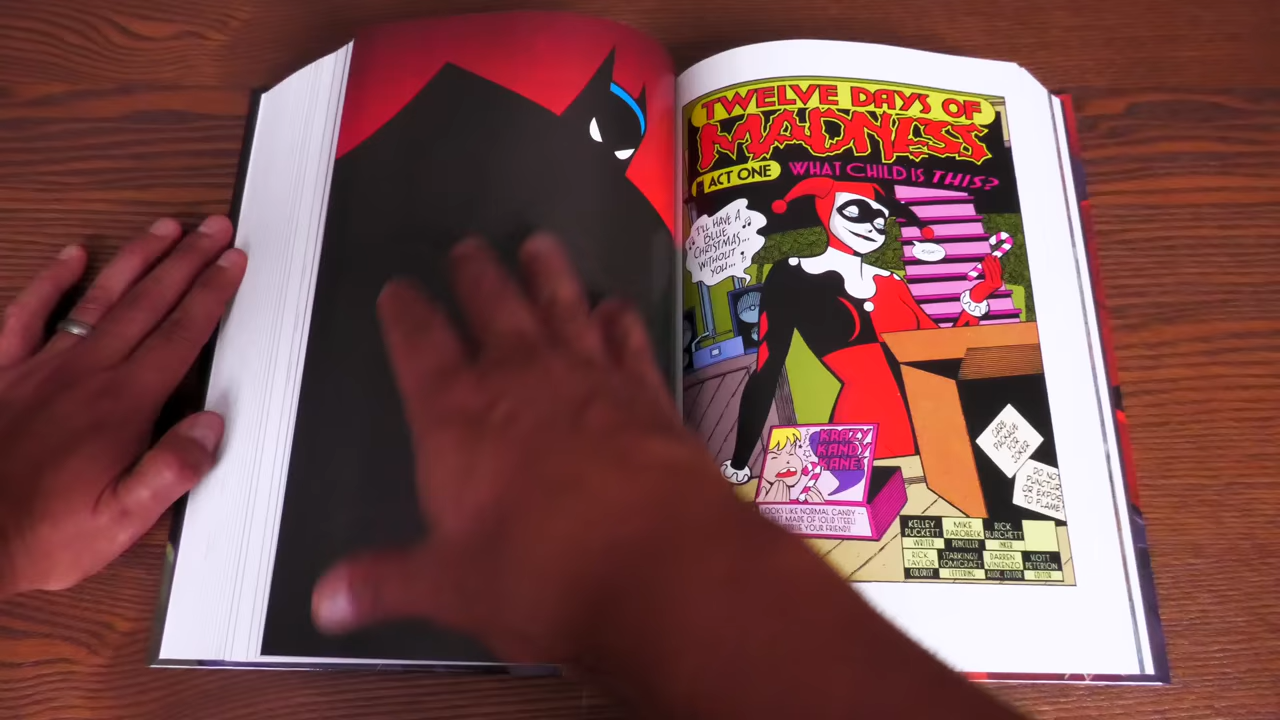 TWELVE DAYS OF
MADNESS
ACT ONE
WHAT CHILD IS THIS?
I'LL HAVE A
BLUE
CHRISTMAS...
WITHOUT
YOU...
KRAZY
KANDY
KANES
LOOKS LIKE NORMAL CANDY --
BUT MADE OF SOLID STEEL!
YOUR FRIENDS!
CARE
PACKAGE
FOR
JOKER
DO NOT
PUNCTURE
OR EXPOSE
TO FLAME!
KELLEY
PUCKETT
WRITER
MIKE
PAROBECK
PENCILLER
RICK
BURCHETT
INKER
RICK
TAYLOR
COLORIST
STARKINGS/
COMICRAFT
LETTERING
DARREN
VINCENZO
ASSOC. EDITOR
SCOTT
PETERSON
EDITOR